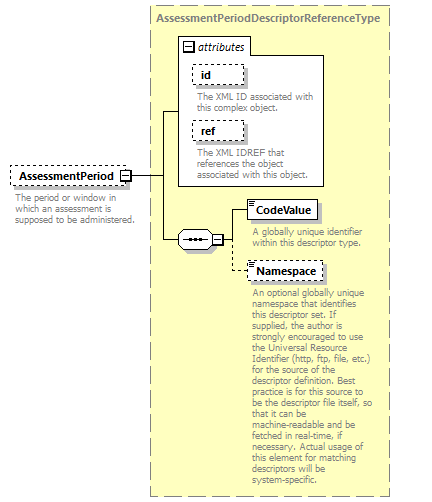 AssessmentPeriodDescriptorReferenceType
attributes
id
The XML ID associated with
this complex object.
ref
The XML IDREF that
references the object
associated with this object.
AssessmentPeriod
The period or window in
which an assessment is
supposed to be administered.
CodeValue
A globally unique identifier
within this descriptor type.
Namespace
An optional globally unique
namespace that identifies
this descriptor set. If
supplied, the author is
strongly encouraged to use
the Universal Resource
Identifier (http, ftp, file, etc.)
for the source of the
descriptor definition. Best
practice is for this source to
be the descriptor file itself, so
that it can be
machine-readable and be
fetched in real-time, if
necessary. Actual usage of
this element for matching
descriptors will be
system-specific.